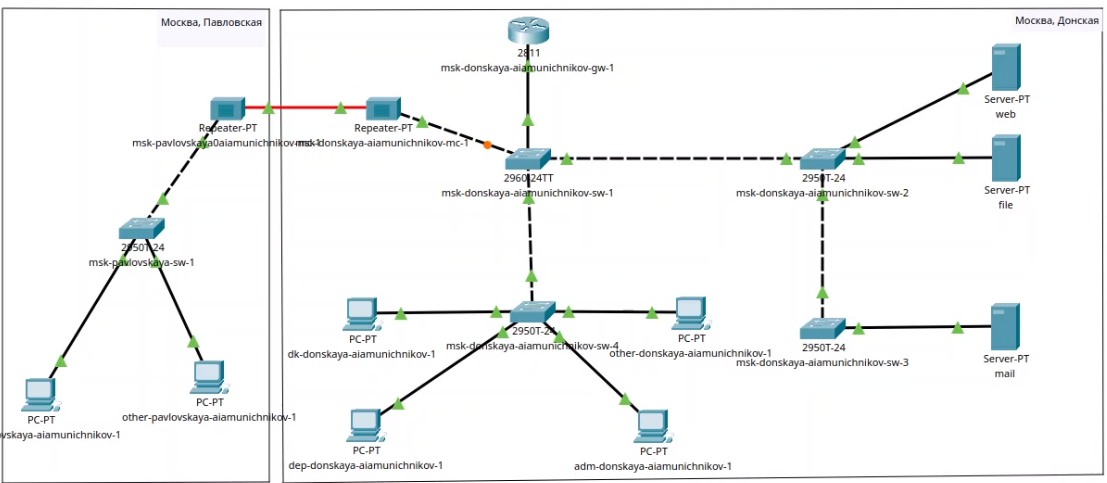 Москва, Павловская
Москва, Донская
2811
msk-donskaya-aiamunichnikov-gw-1
Server-PT
web
Repeater-PT
msk-pavlovskaya0aiamunichnikov-mc-1
Repeater-PT
msk-donskaya-aiamunichnikov-mc-1
2960-24TT
msk-donskaya-aiamunichnikov-sw-1
2950T-24
msk-donskaya-aiamunichnikov-sw-2
Server-PT
file
2950T-24
msk-pavlovskaya-sw-1
PC-PT
dk-donskaya-aiamunichnikov-1
2950T-24
msk-donskaya-aiamunichnikov-sw-4
PC-PT
other-donskaya-aiamunichnikov-1
2950T-24
msk-donskaya-aiamunichnikov-sw-3
Server-PT
mail
PC-PT
ovskaya-aiamunichnikov-1
PC-PT
other-pavlovskaya-aiamunichnikov-1
PC-PT
dep-donskaya-aiamunichnikov-1
PC-PT
adm-donskaya-aiamunichnikov-1